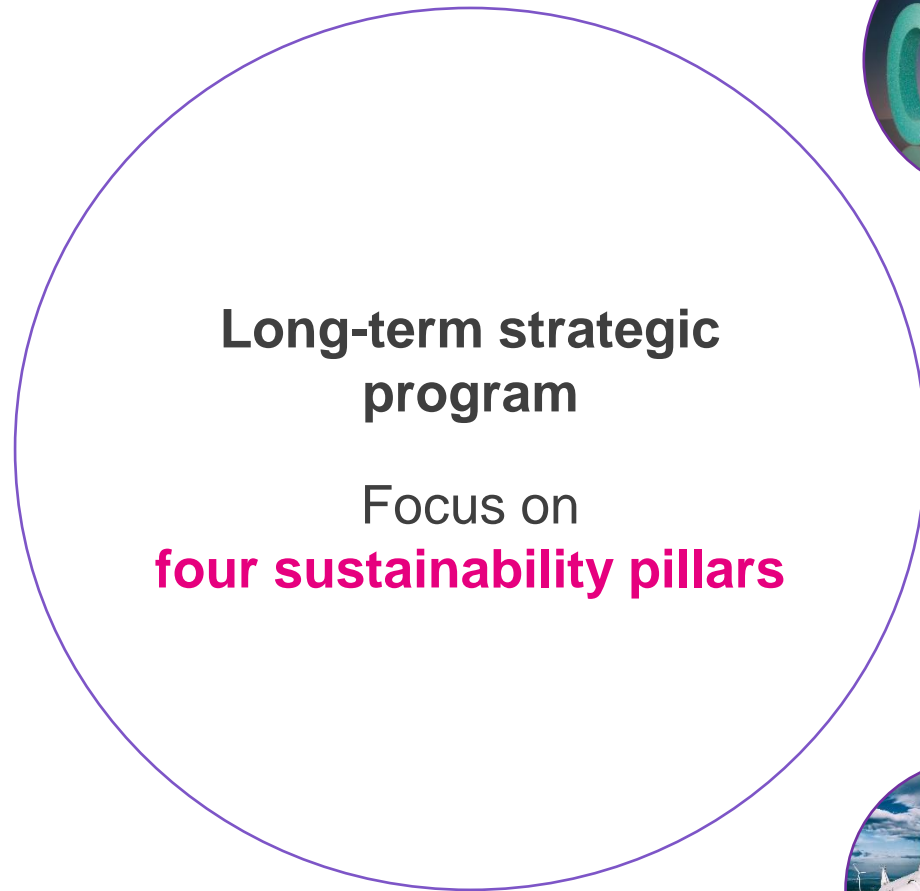 Long-term strategic
program
Focus on
four sustainability pillars